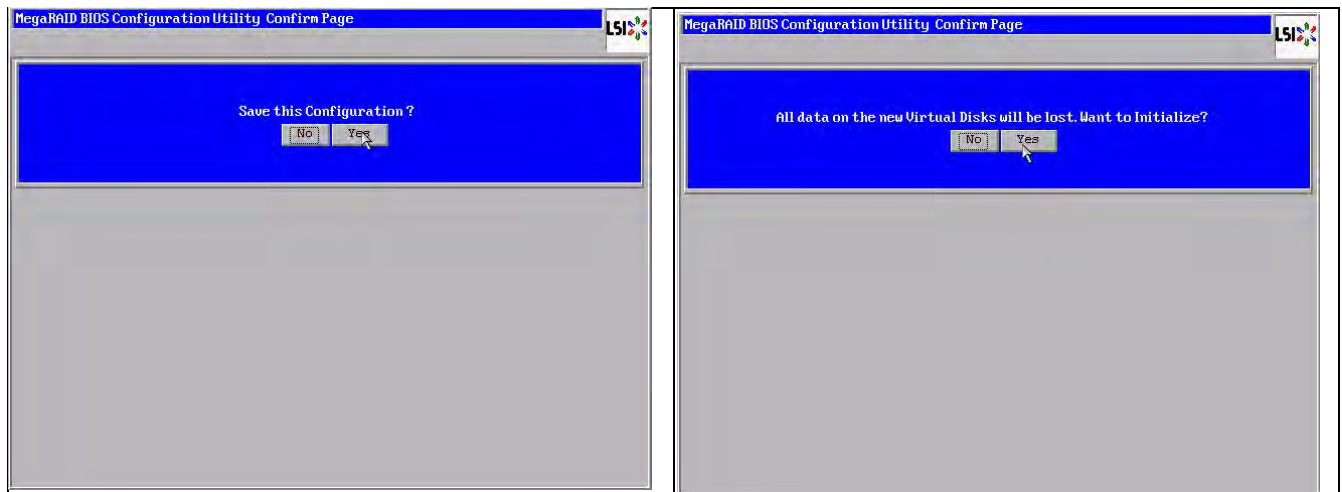 MegaRAID BIOS Configuration Utility Confirm Page
LSI
Save this Configuration ?
No
Yes
MegaRAID BIOS Configuration Utility Confirm Page
LSI
All data on the new Virtual Disks will be lost. Want to Initialize?
No
Yes